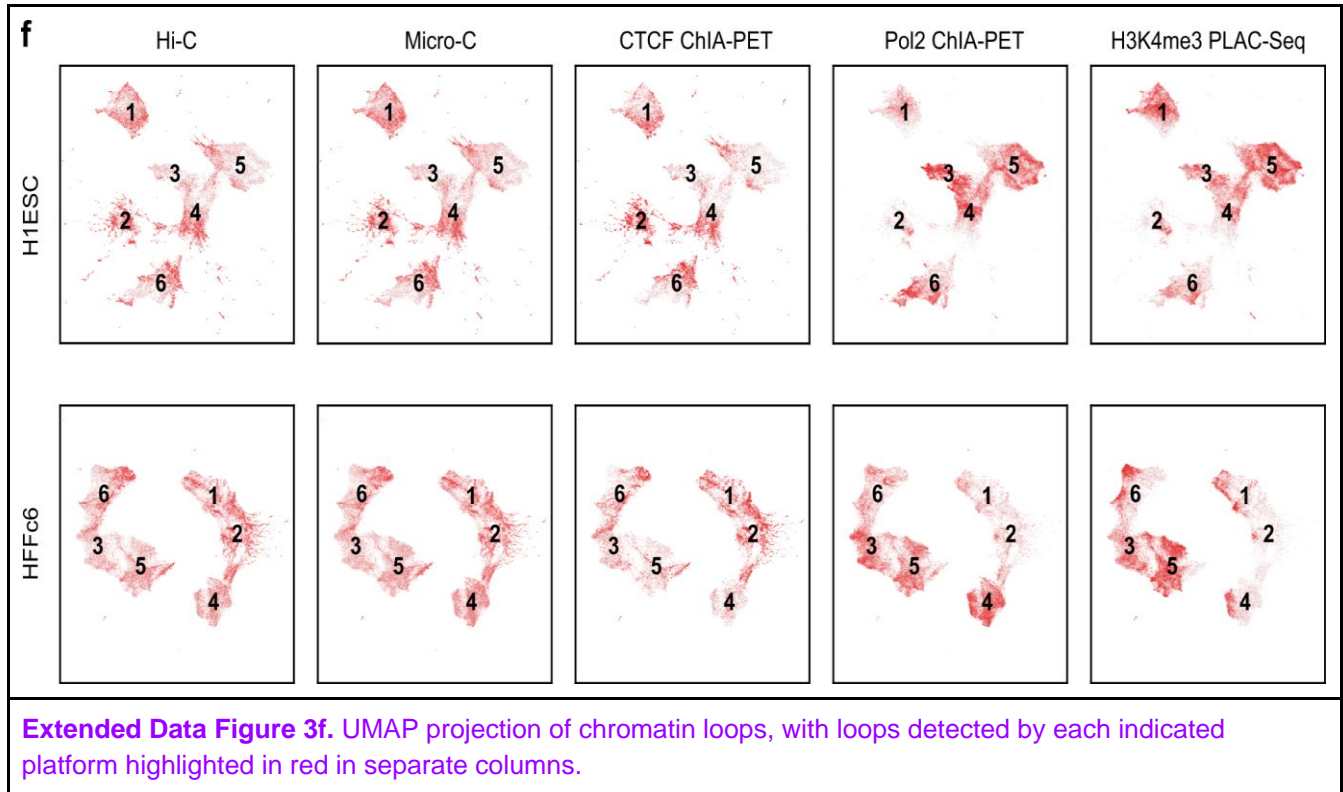 f
Hi-C Micro-C CTCF ChIA-PET Pol2 ChIA-PET H3K4me3 PLAC-Seq
H1ESC
1 1 1 1 1
5 5 5 5 5
3 3 3 3 3
4 4 4 4 4
2 2 2 2 2
6 6 6 6 6
HFFc6
6 1 6 1 6 1 6 1 6 1
2 2 2 2 2
3 3 3 3 3
5 5 5 5 5
4 4 4 4 4
Extended Data Figure 3f. UMAP projection of chromatin loops, with loops detected by each indicated
platform highlighted in red in separate columns.